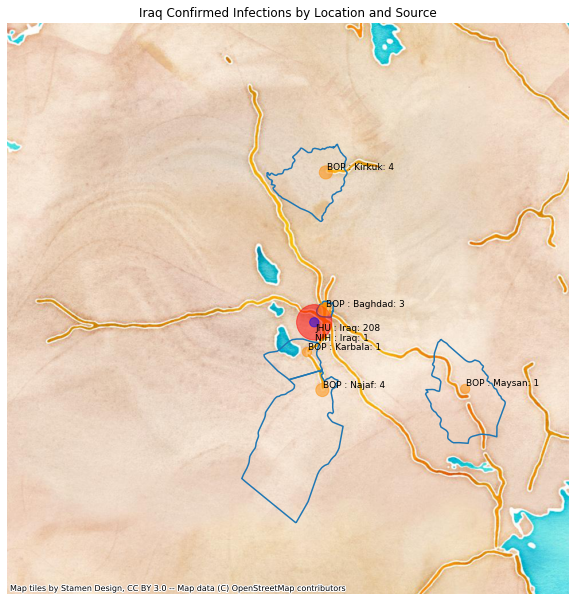 Iraq Confirmed Infections by Location and Source
BOP : Kirkuk: 4
BOP : Baghdad: 3
JHU : Iraq: 208
NIH : Iraq: 1
BOP : Karbala: 1
BOP : Najaf: 4
BOP : Maysan: 1
Map tiles by Stamen Design, CC BY 3.0 -- Map data (C) OpenStreetMap contributors